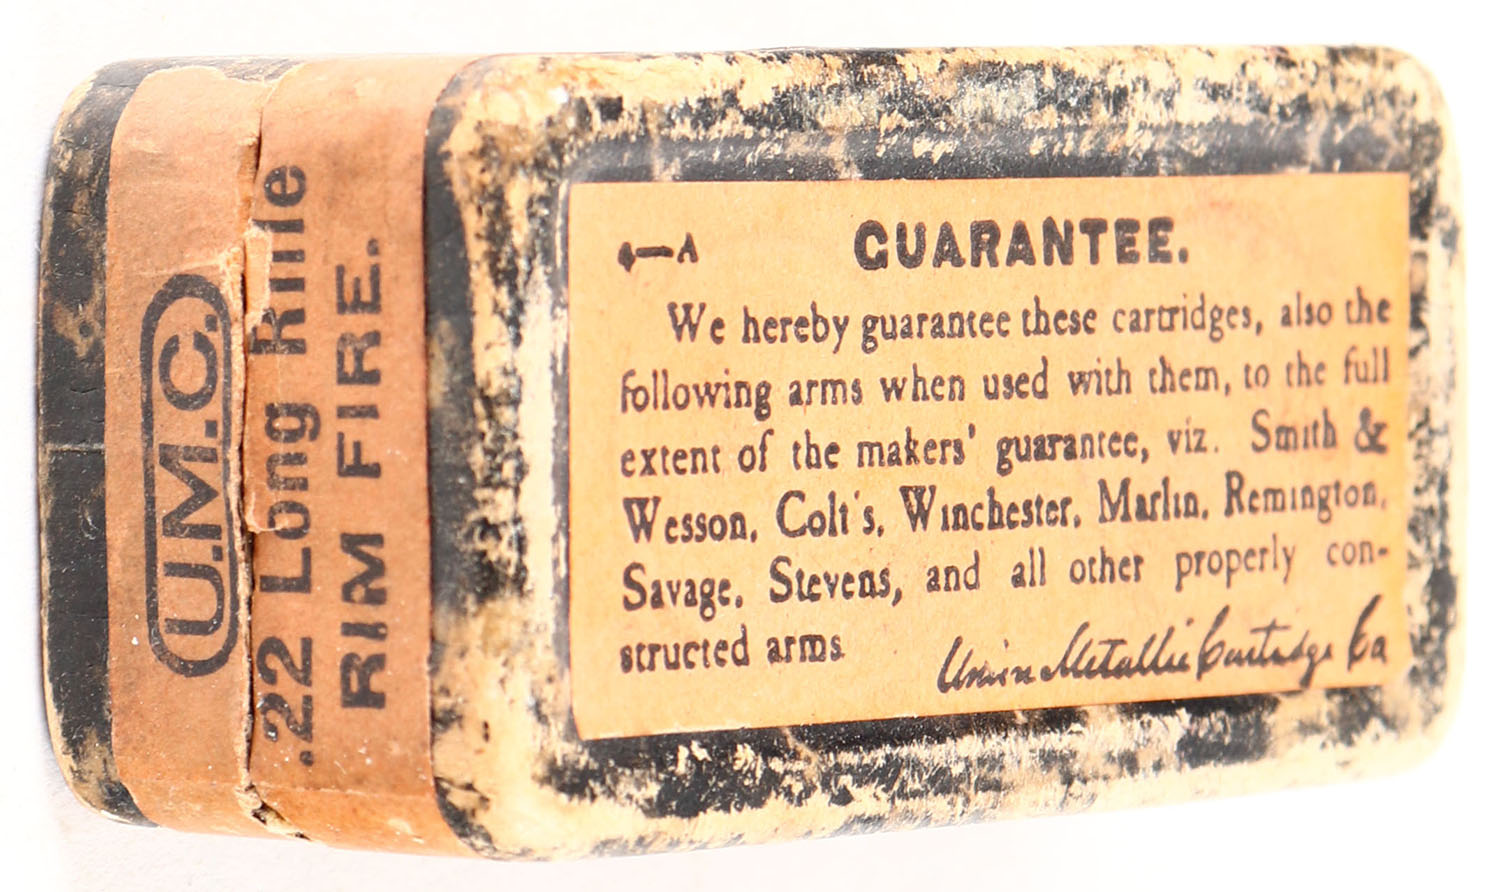 U.M.C.
.22 Long Rifle
RIM FIRE.
A
GUARANTEE.
We hereby guarantee these cartridges, also the
following arms when used with them, to the full
extent of the makers' guarantee, viz. Smith &
Wesson, Colt's, Winchester, Marlin, Remington,
Savage, Stevens, and all other properly con-
structed arms.
Union Metallic Cartridge Co